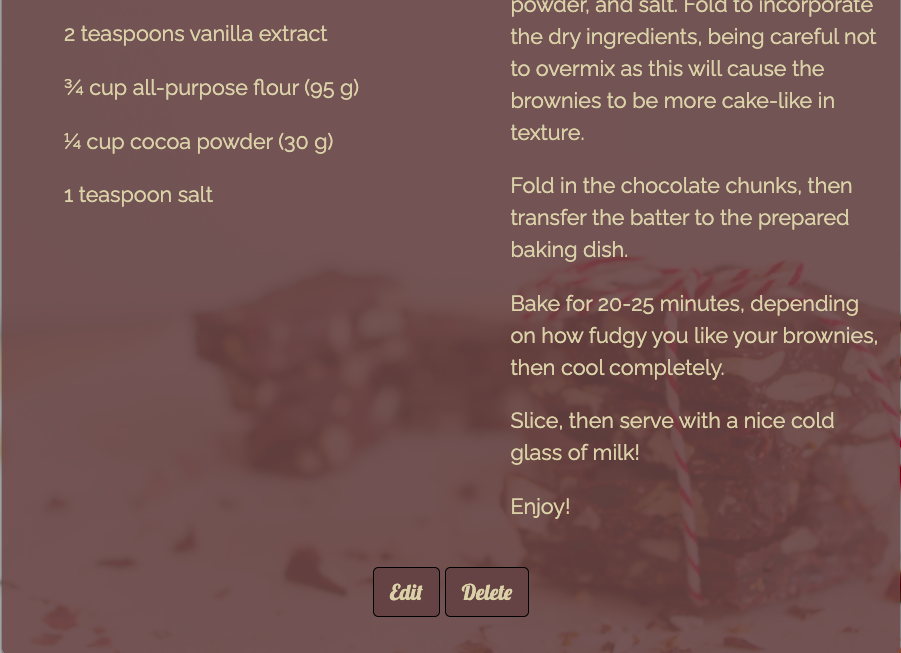 2 teaspoons vanilla extract
¾ cup all-purpose flour (95 g)
¼ cup cocoa powder (30 g)
1 teaspoon salt
powder, and salt. Fold to incorporate
the dry ingredients, being careful not
to overmix as this will cause the
brownies to be more cake-like in
texture.
Fold in the chocolate chunks, then
transfer the batter to the prepared
baking dish.
Bake for 20-25 minutes, depending
on how fudgy you like your brownies,
then cool completely.
Slice, then serve with a nice cold
glass of milk!
Enjoy!
Edit
Delete